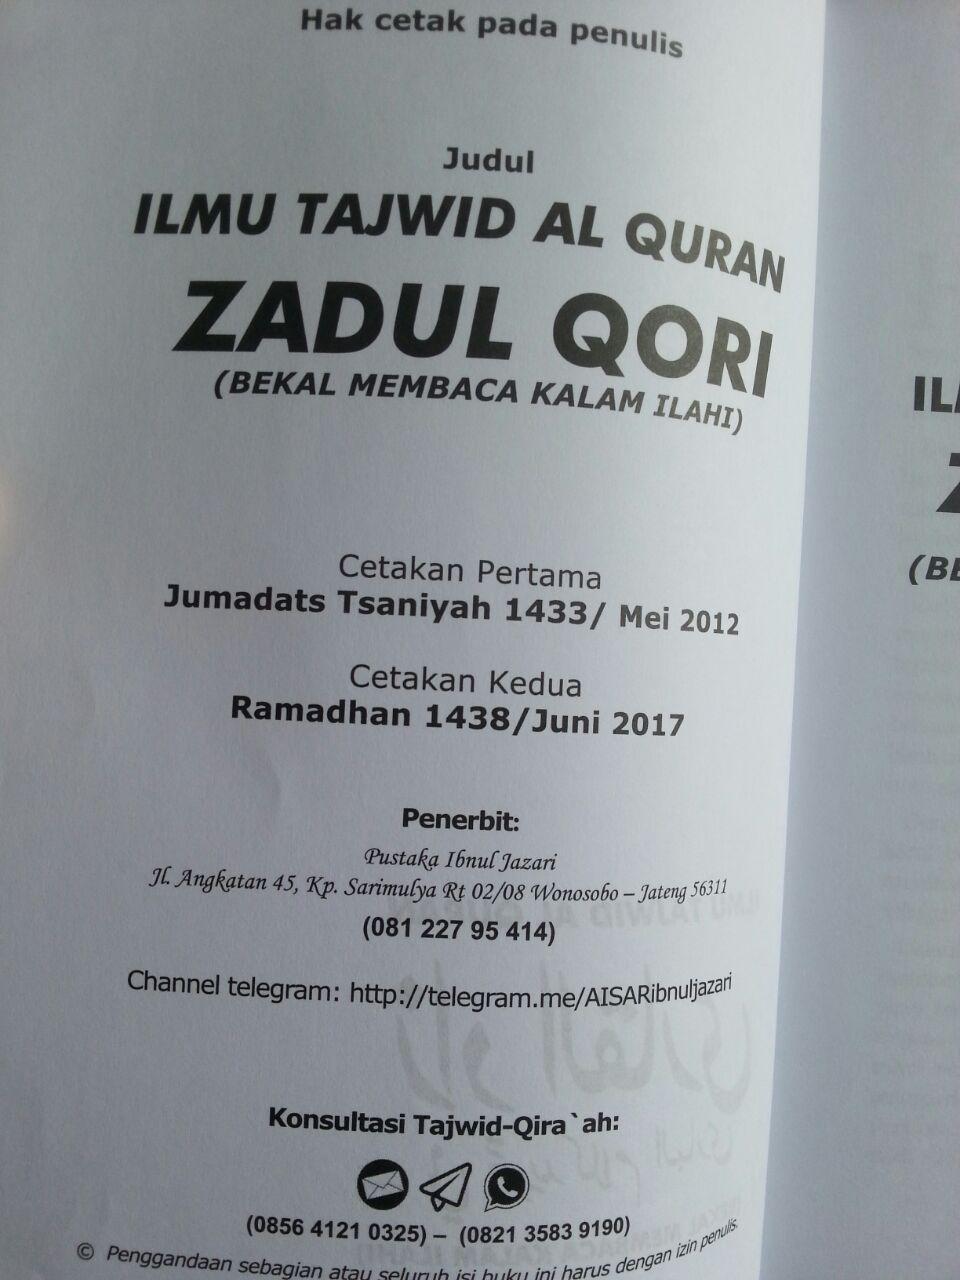 Hak cetak pada penulis
Judul
ILMU TAJWID AL QURAN
ZADUL QORI
(BEKAL MEMBACA KALAM ILAHI)
Cetakan Pertama
Jumadats Tsaniyah 1433/ Mei 2012
Cetakan Kedua
Ramadhan 1438/Juni 2017
Penerbit:
Pustaka Ibnul Jazari
Jl. Angkatan 45, Kp. Sarimulya Rt 02/08 Wonosobo – Jateng 56311
(081 227 95 414)
Channel telegram: http://telegram.me/AISARibnuljazari
Konsultasi Tajwid-Qira`ah:
(0856 4121 0325) – (0821 3583 9190)
© Penggandaan sebagian atau seluruh isi buku ini harus dengan izin penulis.